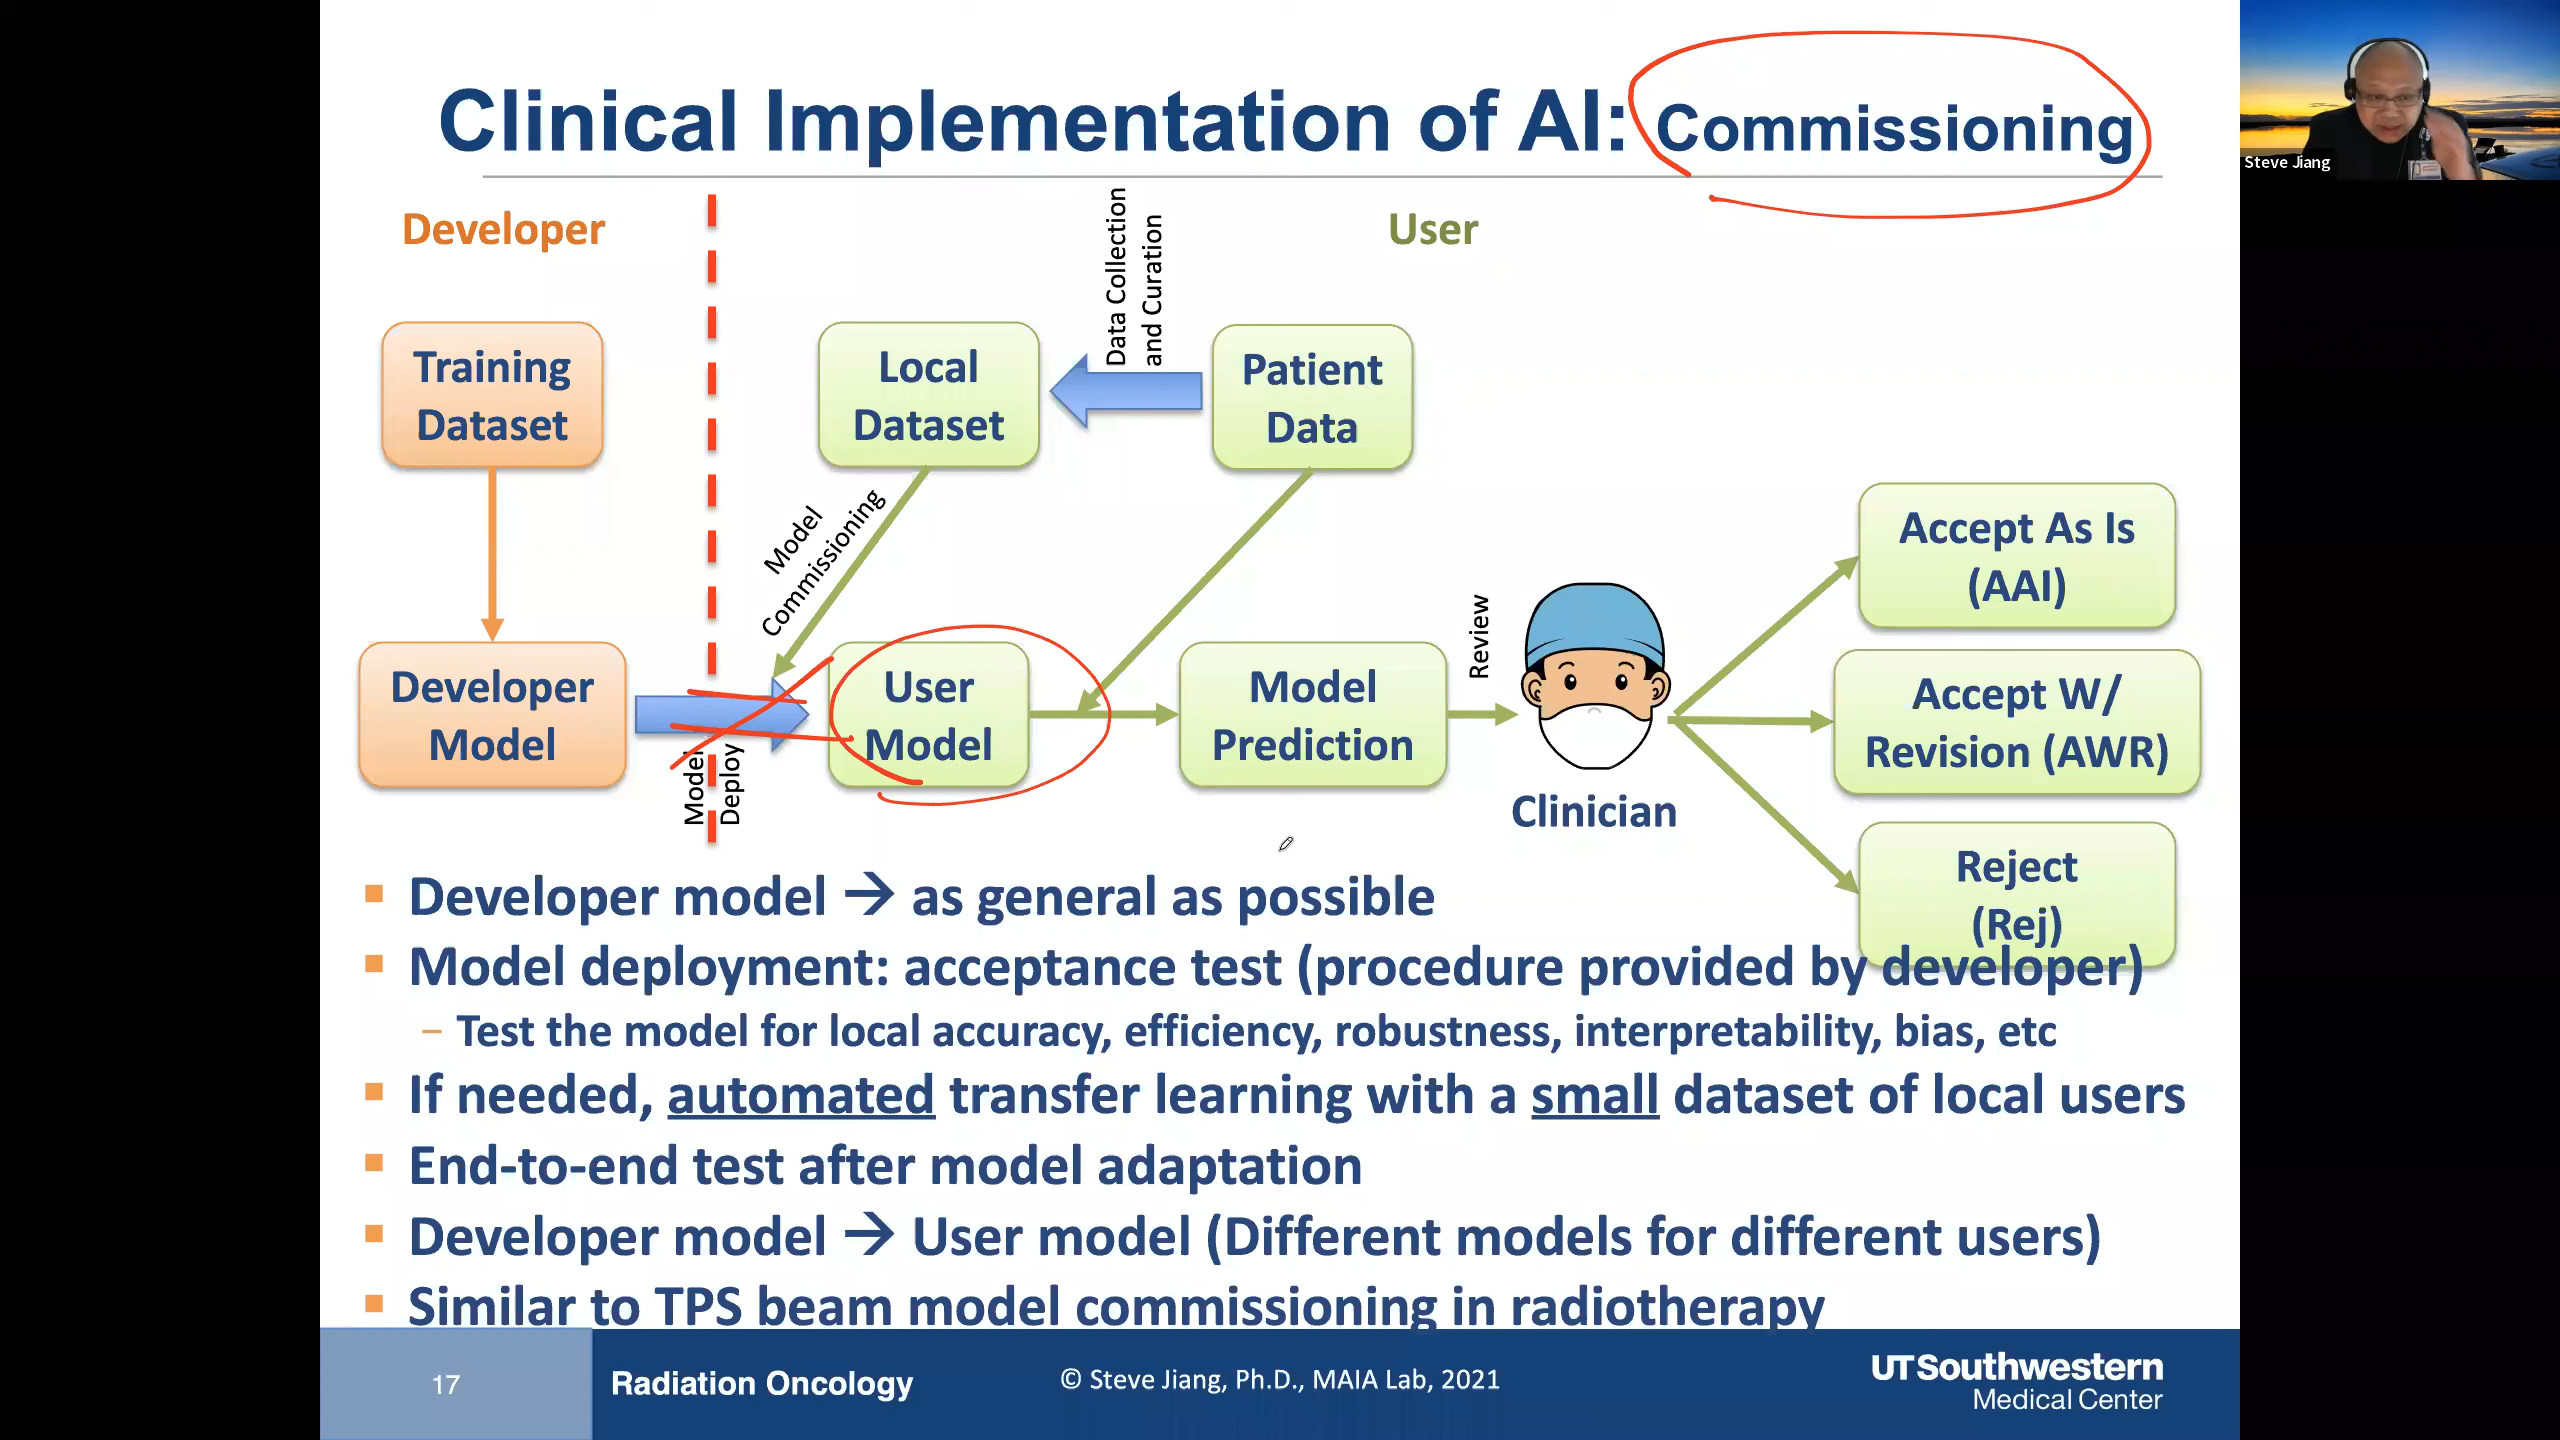 Clinical Implementation of AI: Commissioning
Steve Jiang
Developer
User
Data Collection
and Curation
Training
Dataset
Local
Dataset
Patient
Data
Model
Commissioning
Accept As Is
(AAI)
Developer
Model
Model
Deploy
User
Model
Model
Prediction
Review
Clinician
Accept W/
Revision (AWR)
Reject
(Rej)
▪ Developer model → as general as possible
▪ Model deployment: acceptance test (procedure provided by developer)
– Test the model for local accuracy, efficiency, robustness, interpretability, bias, etc
▪ If needed, automated transfer learning with a small dataset of local users
▪ End-to-end test after model adaptation
▪ Developer model → User model (Different models for different users)
▪ Similar to TPS beam model commissioning in radiotherapy
17
Radiation Oncology
© Steve Jiang, Ph.D., MAIA Lab, 2021
UT Southwestern
Medical Center